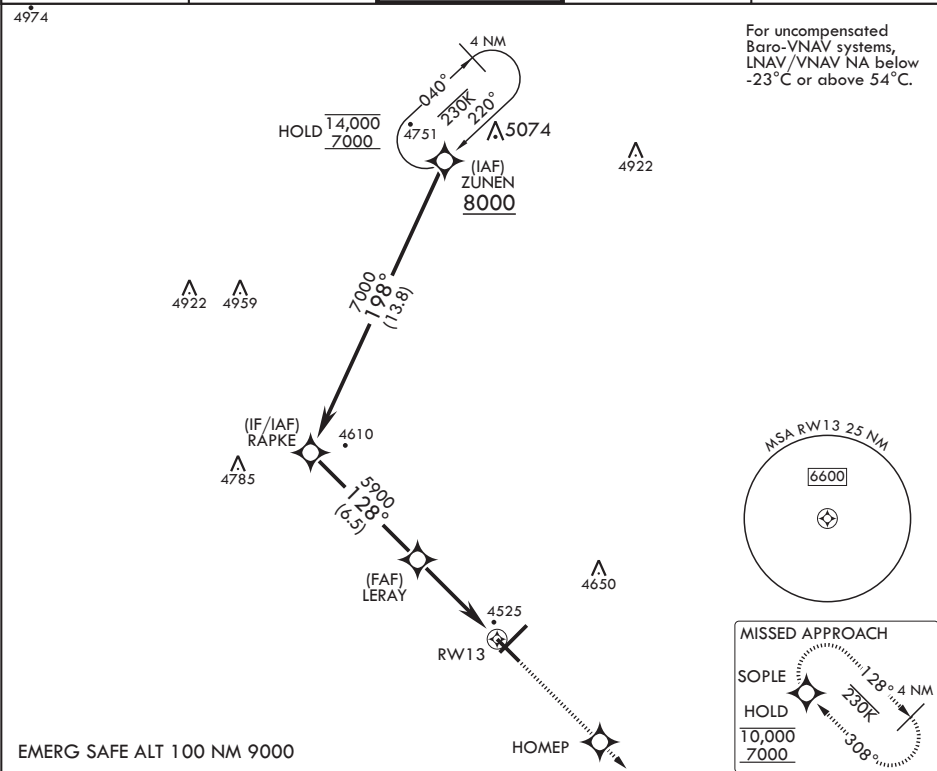 4974
For uncompensated
Baro-VNAV systems,
LNAV/VNAV NA below
-23°C or above 54°C.
4 NM
040°
230K
220°
HOLD 14,000
7000
4751
5074
4922
(IAF)
ZUNEN
8000
4922
4959
7000
198°
(13.8)
(IF/IAF)
RAPKE
4610
4785
5900
128°
(6.5)
MSA RW13 25 NM
6600
(FAF)
LERAY
4650
4525
RW13
HOMEP
EMERG SAFE ALT 100 NM 9000
MISSED APPROACH
SOPLE
HOLD
10,000
7000
128°
4 NM
230K
308°